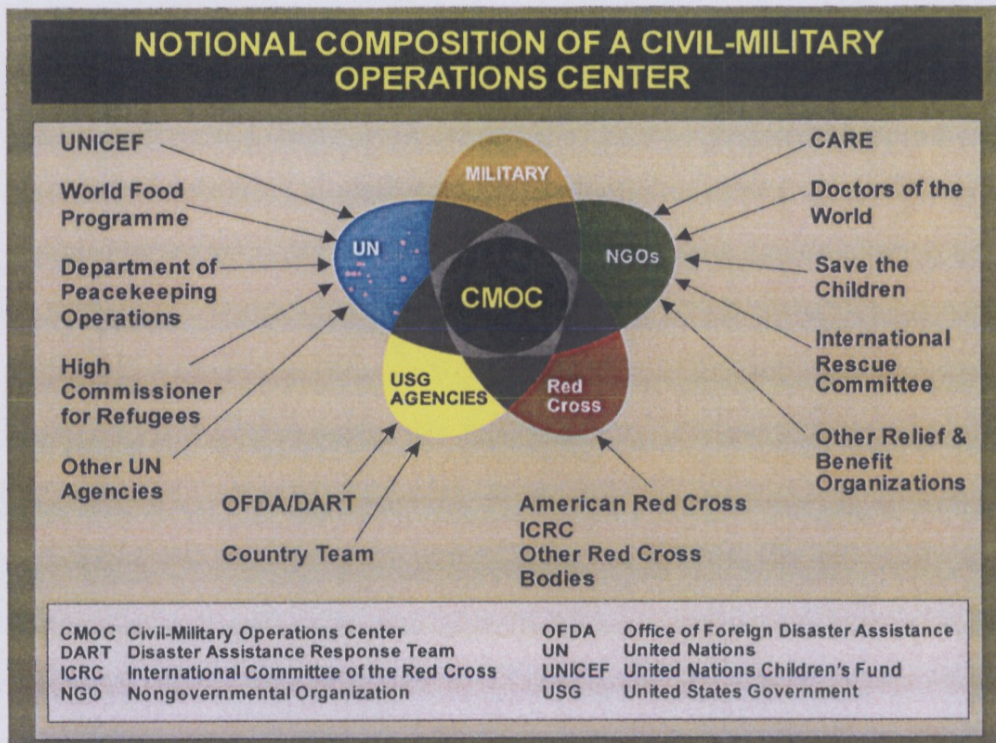 NOTIONAL COMPOSITION OF A CIVIL-MILITARY
OPERATIONS CENTER
UNICEF
World Food
Programme
Department of
Peacekeeping
Operations
High
Commissioner
for Refugees
Other UN
Agencies
MILITARY
UN
NGOs
CMOC
USG
AGENCIES
Red
Cross
CARE
Doctors of the
World
Save the
Children
International
Rescue
Committee
Other Relief &
Benefit
Organizations
OFDA/DART
Country Team
American Red Cross
ICRC
Other Red Cross
Bodies
CMOC Civil-Military Operations Center
DART Disaster Assistance Response Team
ICRC International Committee of the Red Cross
NGO Nongovernmental Organization
OFDA Office of Foreign Disaster Assistance
UN United Nations
UNICEF United Nations Children's Fund
USG United States Government